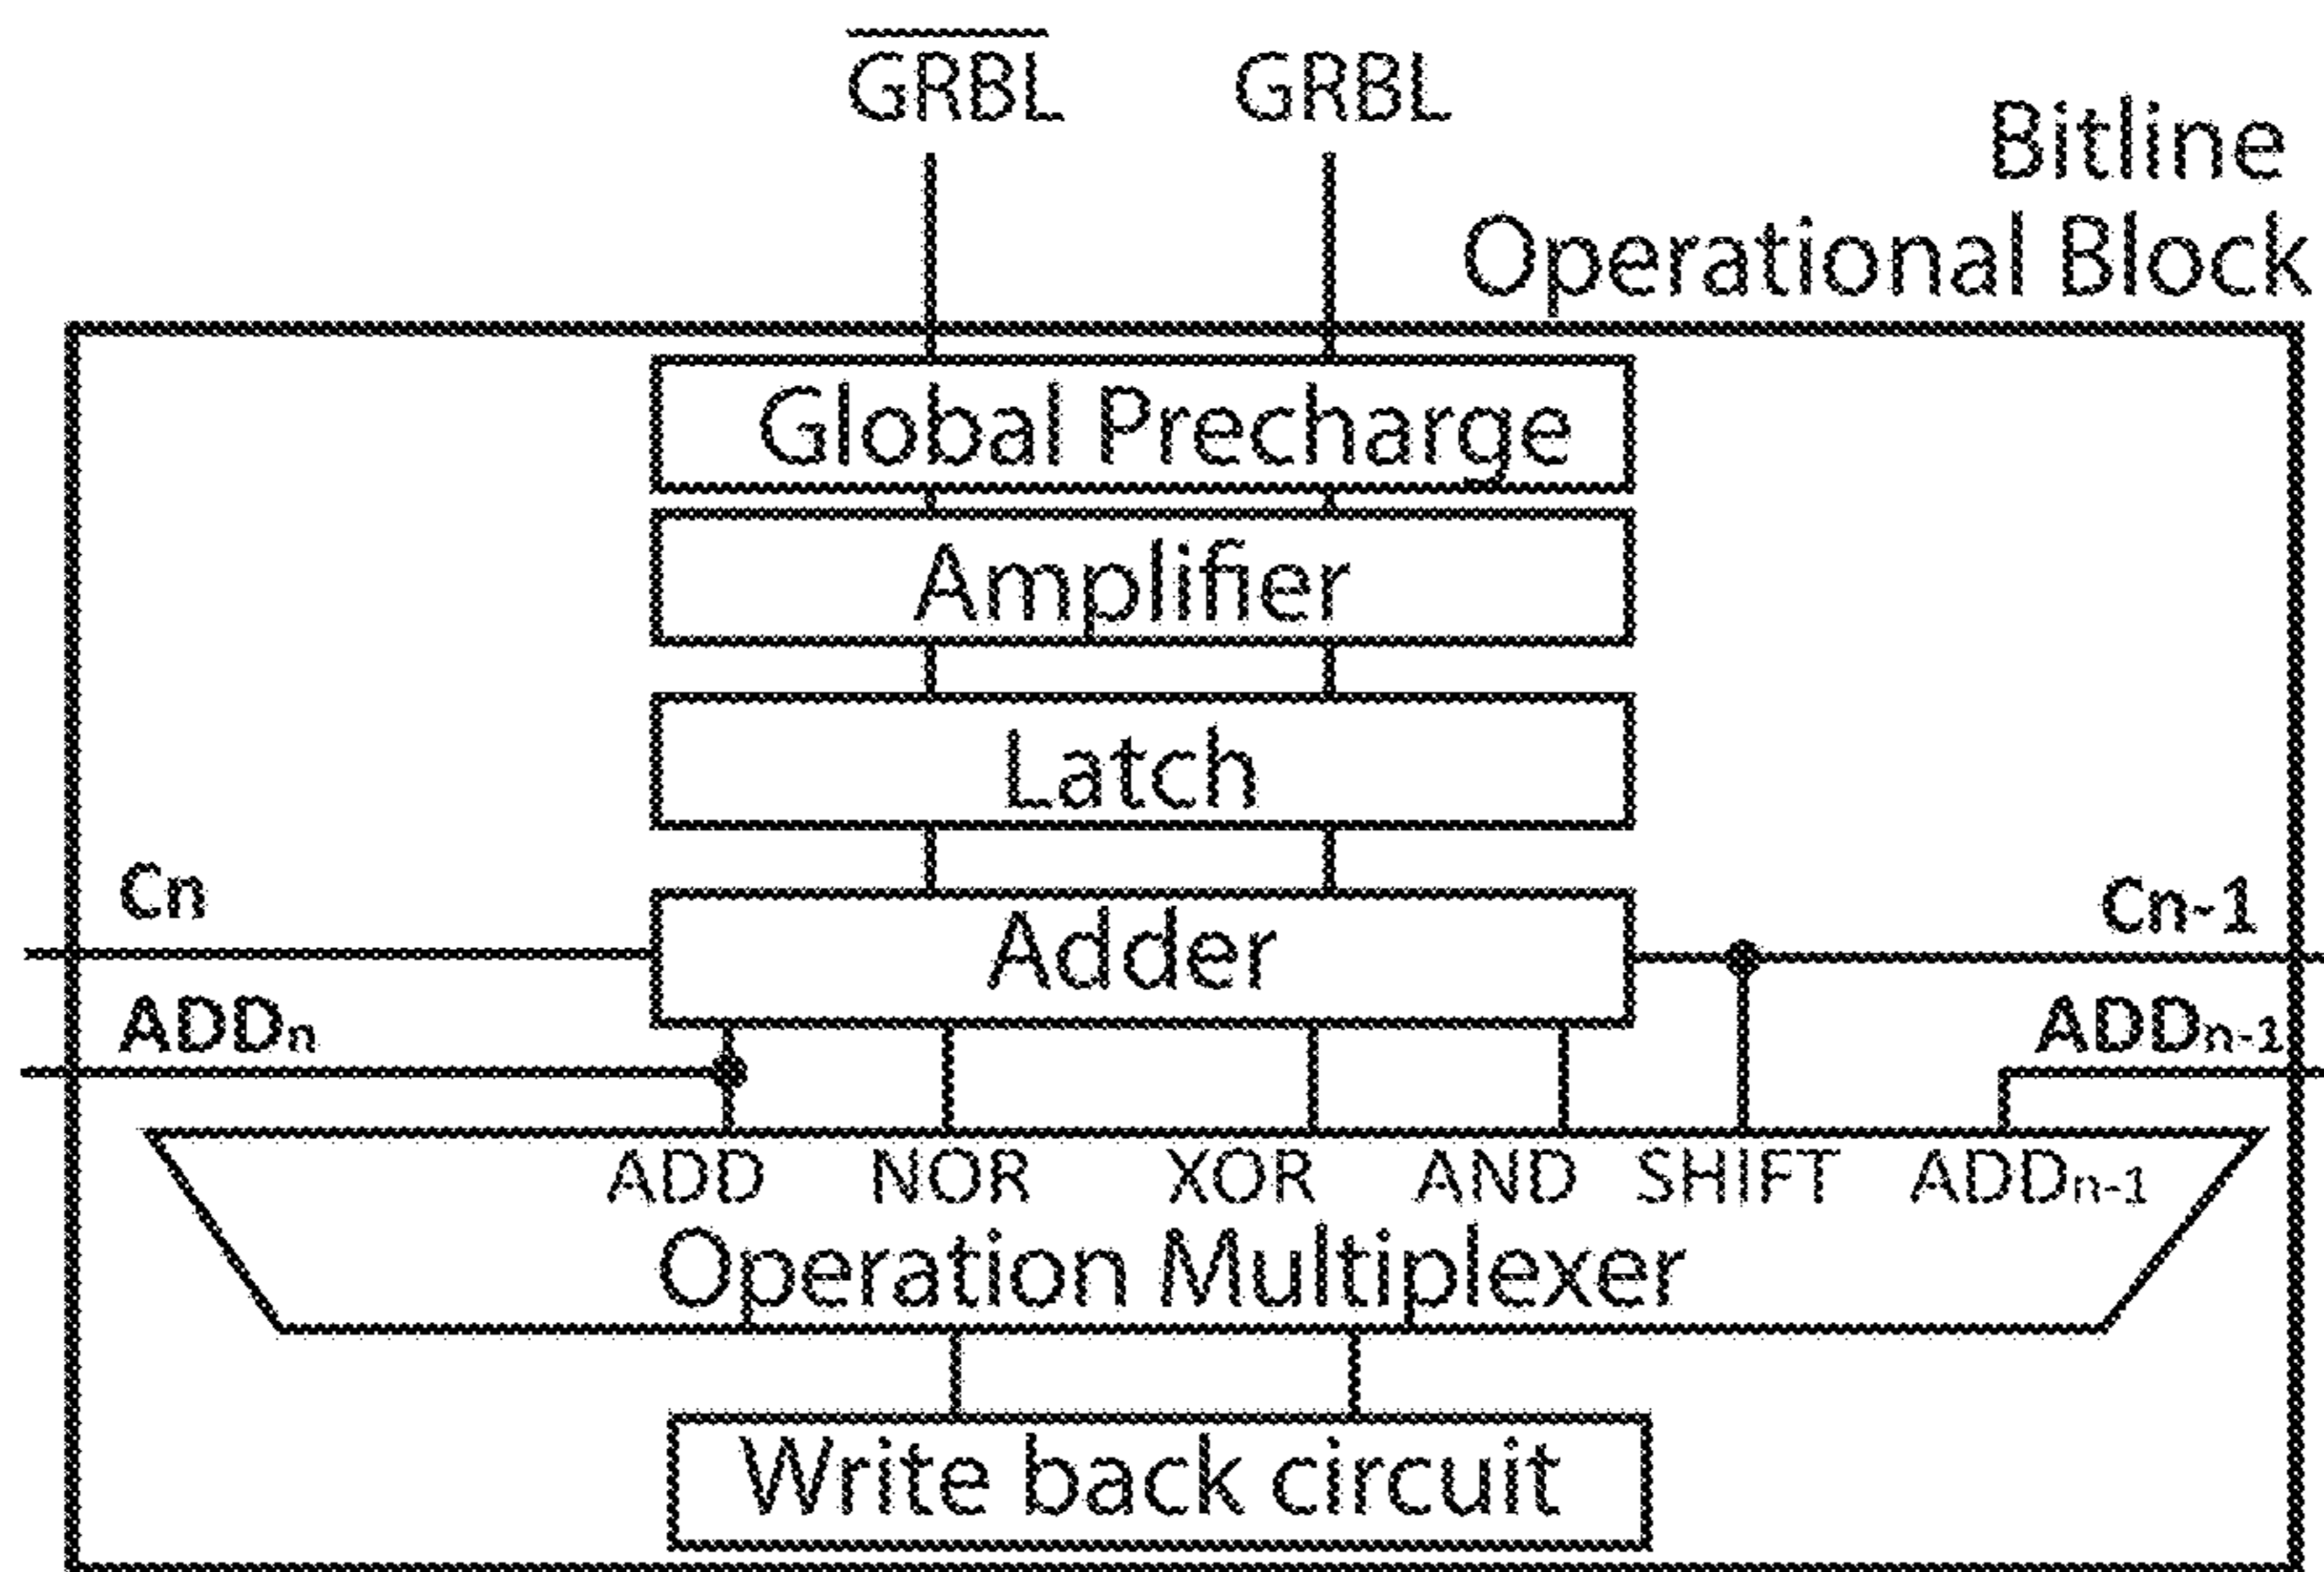 G̅R̅B̅L̅ GRBL
Bitline
Operational Block
Global Precharge
Amplifier
Latch
Cn Adder Cn-1
ADDn ADDn-1
ADD NOR XOR AND SHIFT ADDn-1
Operation Multiplexer
Write back circuit